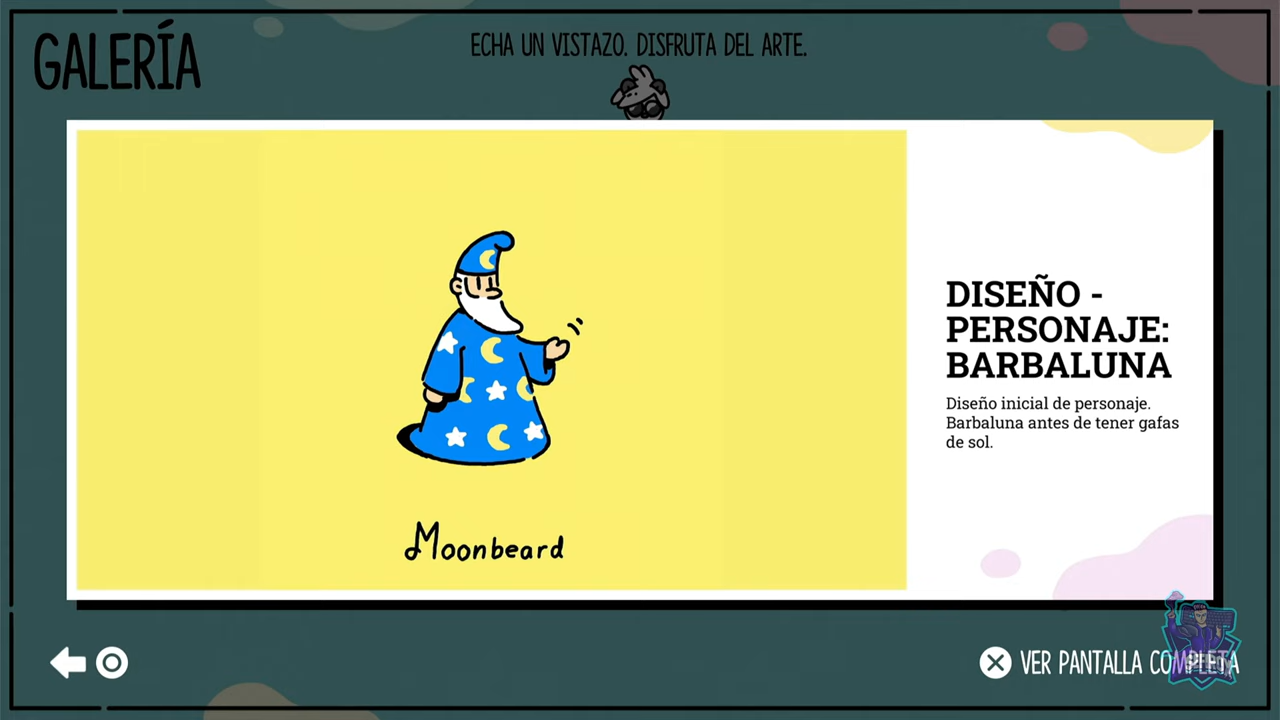 GALERÍA
ECHA UN VISTAZO. DISFRUTA DEL ARTE.
Moonbeard
DISEÑO -
PERSONAJE:
BARBALUNA
Diseño inicial de personaje.
Barbaluna antes de tener gafas
de sol.
VER PANTALLA COMPLETA